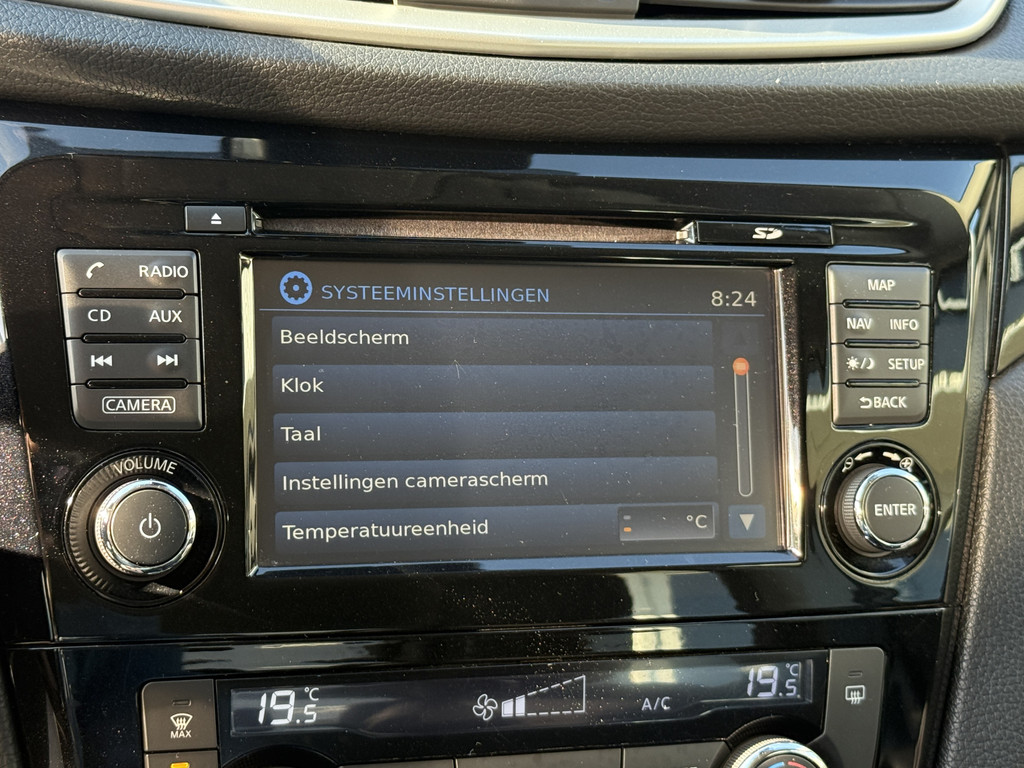 SD
RADIO
CD AUX
CAMERA
VOLUME
SYSTEEMINSTELLINGEN 8:24
Beeldscherm
Klok
Taal
Instellingen camerascherm
Temperatuureenheid °C
MAP
NAV INFO
SETUP
BACK
ENTER
19.5 °C
A/C
19.5 °C
MAX